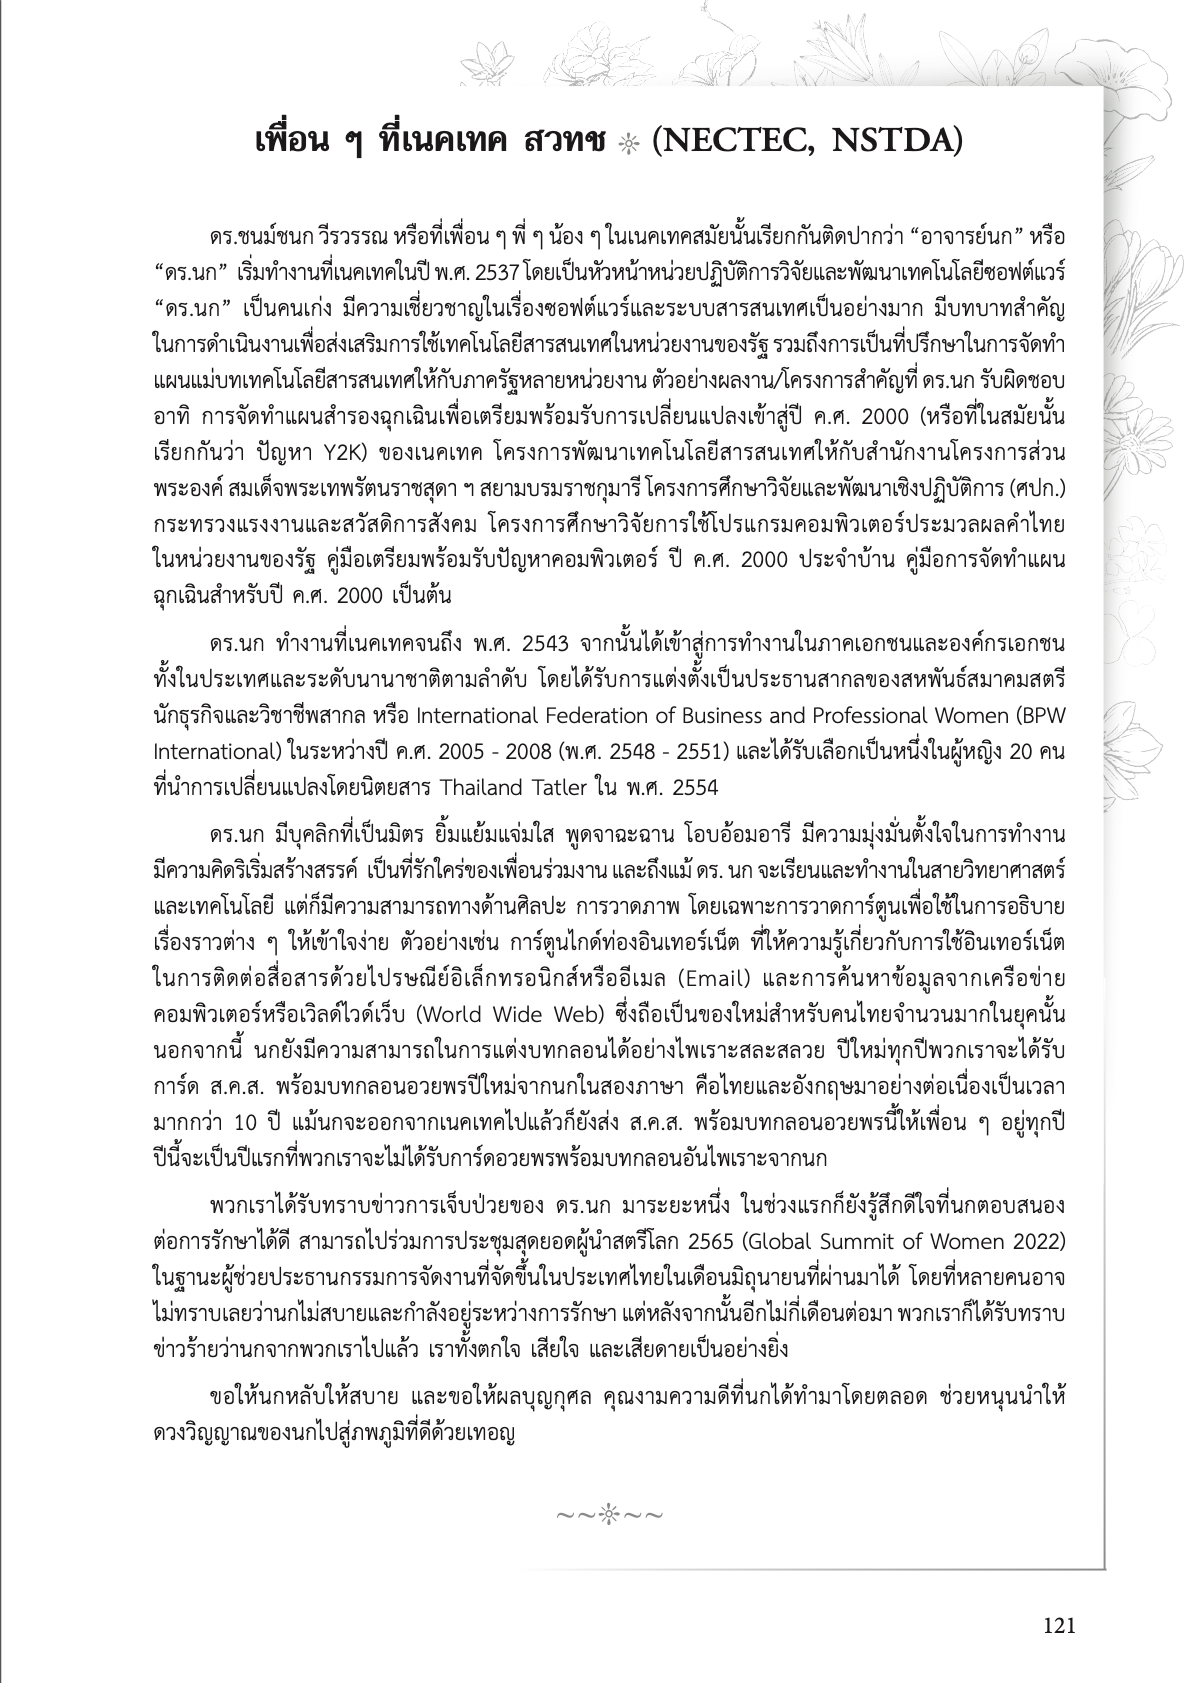 เพื่อน ๆ ที่เนคเทค สวทช ❊ (NECTEC, NSTDA)
ดร.ชนม์ชนก วีรวรรณ หรือที่เพื่อน ๆ พี่ ๆ น้อง ๆ ในเนคเทคสมัยนั้นเรียกกันติดปากว่า “อาจารย์นก” หรือ
“ดร.นก” เริ่มทำงานที่เนคเทคในปี พ.ศ. 2537 โดยเป็นหัวหน้าหน่วยปฏิบัติการวิจัยและพัฒนาเทคโนโลยีซอฟต์แวร์
“ดร.นก” เป็นคนเก่ง มีความเชี่ยวชาญในเรื่องซอฟต์แวร์และระบบสารสนเทศเป็นอย่างมาก มีบทบาทสำคัญ
ในการดำเนินงานเพื่อส่งเสริมการใช้เทคโนโลยีสารสนเทศในหน่วยงานของรัฐ รวมถึงการเป็นที่ปรึกษาในการจัดทำ
แผนแม่บทเทคโนโลยีสารสนเทศให้กับภาครัฐหลายหน่วยงาน ตัวอย่างผลงาน/โครงการสำคัญที่ ดร.นก รับผิดชอบ
อาทิ การจัดทำแผนสำรองฉุกเฉินเพื่อเตรียมพร้อมรับการเปลี่ยนแปลงเข้าสู่ปี ค.ศ. 2000 (หรือที่ในสมัยนั้น
เรียกกันว่า ปัญหา Y2K) ของเนคเทค โครงการพัฒนาเทคโนโลยีสารสนเทศให้กับสำนักงานโครงการส่วน
พระองค์ สมเด็จพระเทพรัตนราชสุดา ฯ สยามบรมราชกุมารี โครงการศึกษาวิจัยและพัฒนาเชิงปฏิบัติการ (ศปก.)
กระทรวงแรงงานและสวัสดิการสังคม โครงการศึกษาวิจัยการใช้โปรแกรมคอมพิวเตอร์ประมวลผลคำไทย
ในหน่วยงานของรัฐ คู่มือเตรียมพร้อมรับปัญหาคอมพิวเตอร์ ปี ค.ศ. 2000 ประจำบ้าน คู่มือการจัดทำแผน
ฉุกเฉินสำหรับปี ค.ศ. 2000 เป็นต้น
ดร.นก ทำงานที่เนคเทคจนถึง พ.ศ. 2543 จากนั้นได้เข้าสู่การทำงานในภาคเอกชนและองค์กรเอกชน
ทั้งในประเทศและระดับนานาชาติตามลำดับ โดยได้รับการแต่งตั้งเป็นประธานสากลของสหพันธ์สมาคมสตรี
นักธุรกิจและวิชาชีพสากล หรือ International Federation of Business and Professional Women (BPW
International) ในระหว่างปี ค.ศ. 2005 - 2008 (พ.ศ. 2548 - 2551) และได้รับเลือกเป็นหนึ่งในผู้หญิง 20 คน
ที่นำการเปลี่ยนแปลงโดยนิตยสาร Thailand Tatler ใน พ.ศ. 2554
ดร.นก มีบุคลิกที่เป็นมิตร ยิ้มแย้มแจ่มใส พูดจาฉะฉาน โอบอ้อมอารี มีความมุ่งมั่นตั้งใจในการทำงาน
มีความคิดริเริ่มสร้างสรรค์ เป็นที่รักใคร่ของเพื่อนร่วมงาน และถึงแม้ ดร. นก จะเรียนและทำงานในสายวิทยาศาสตร์
และเทคโนโลยี แต่ก็มีความสามารถทางด้านศิลปะ การวาดภาพ โดยเฉพาะการวาดการ์ตูนเพื่อใช้ในการอธิบาย
เรื่องราวต่าง ๆ ให้เข้าใจง่าย ตัวอย่างเช่น การ์ตูนไกด์ท่องอินเทอร์เน็ต ที่ให้ความรู้เกี่ยวกับการใช้อินเทอร์เน็ต
ในการติดต่อสื่อสารด้วยไปรษณีย์อิเล็กทรอนิกส์หรืออีเมล (Email) และการค้นหาข้อมูลจากเครือข่าย
คอมพิวเตอร์หรือเวิลด์ไวด์เว็บ (World Wide Web) ซึ่งถือเป็นของใหม่สำหรับคนไทยจำนวนมากในยุคนั้น
นอกจากนี้ นกยังมีความสามารถในการแต่งบทกลอนได้อย่างไพเราะสละสลวย ปีใหม่ทุกปีพวกเราจะได้รับ
การ์ด ส.ค.ส. พร้อมบทกลอนอวยพรปีใหม่จากนกในสองภาษา คือไทยและอังกฤษมาอย่างต่อเนื่องเป็นเวลา
มากกว่า 10 ปี แม้นกจะออกจากเนคเทคไปแล้วก็ยังส่ง ส.ค.ส. พร้อมบทกลอนอวยพรนี้ให้เพื่อน ๆ อยู่ทุกปี
ปีนี้จะเป็นปีแรกที่พวกเราจะไม่ได้รับการ์ดอวยพรพร้อมบทกลอนอันไพเราะจากนก
พวกเราได้รับทราบข่าวการเจ็บป่วยของ ดร.นก มาระยะหนึ่ง ในช่วงแรกก็ยังรู้สึกดีใจที่นกตอบสนอง
ต่อการรักษาได้ดี สามารถไปร่วมการประชุมสุดยอดผู้นำสตรีโลก 2565 (Global Summit of Women 2022)
ในฐานะผู้ช่วยประธานกรรมการจัดงานที่จัดขึ้นในประเทศไทยในเดือนมิถุนายนที่ผ่านมาได้ โดยที่หลายคนอาจ
ไม่ทราบเลยว่านกไม่สบายและกำลังอยู่ระหว่างการรักษา แต่หลังจากนั้นอีกไม่กี่เดือนต่อมา พวกเราก็ได้รับทราบ
ข่าวร้ายว่านกจากพวกเราไปแล้ว เราทั้งตกใจ เสียใจ และเสียดายเป็นอย่างยิ่ง
ขอให้นกหลับให้สบาย และขอให้ผลบุญกุศล คุณงามความดีที่นกได้ทำมาโดยตลอด ช่วยหนุนนำให้
ดวงวิญญาณของนกไปสู่ภพภูมิที่ดีด้วยเทอญ
~~❊~~
121